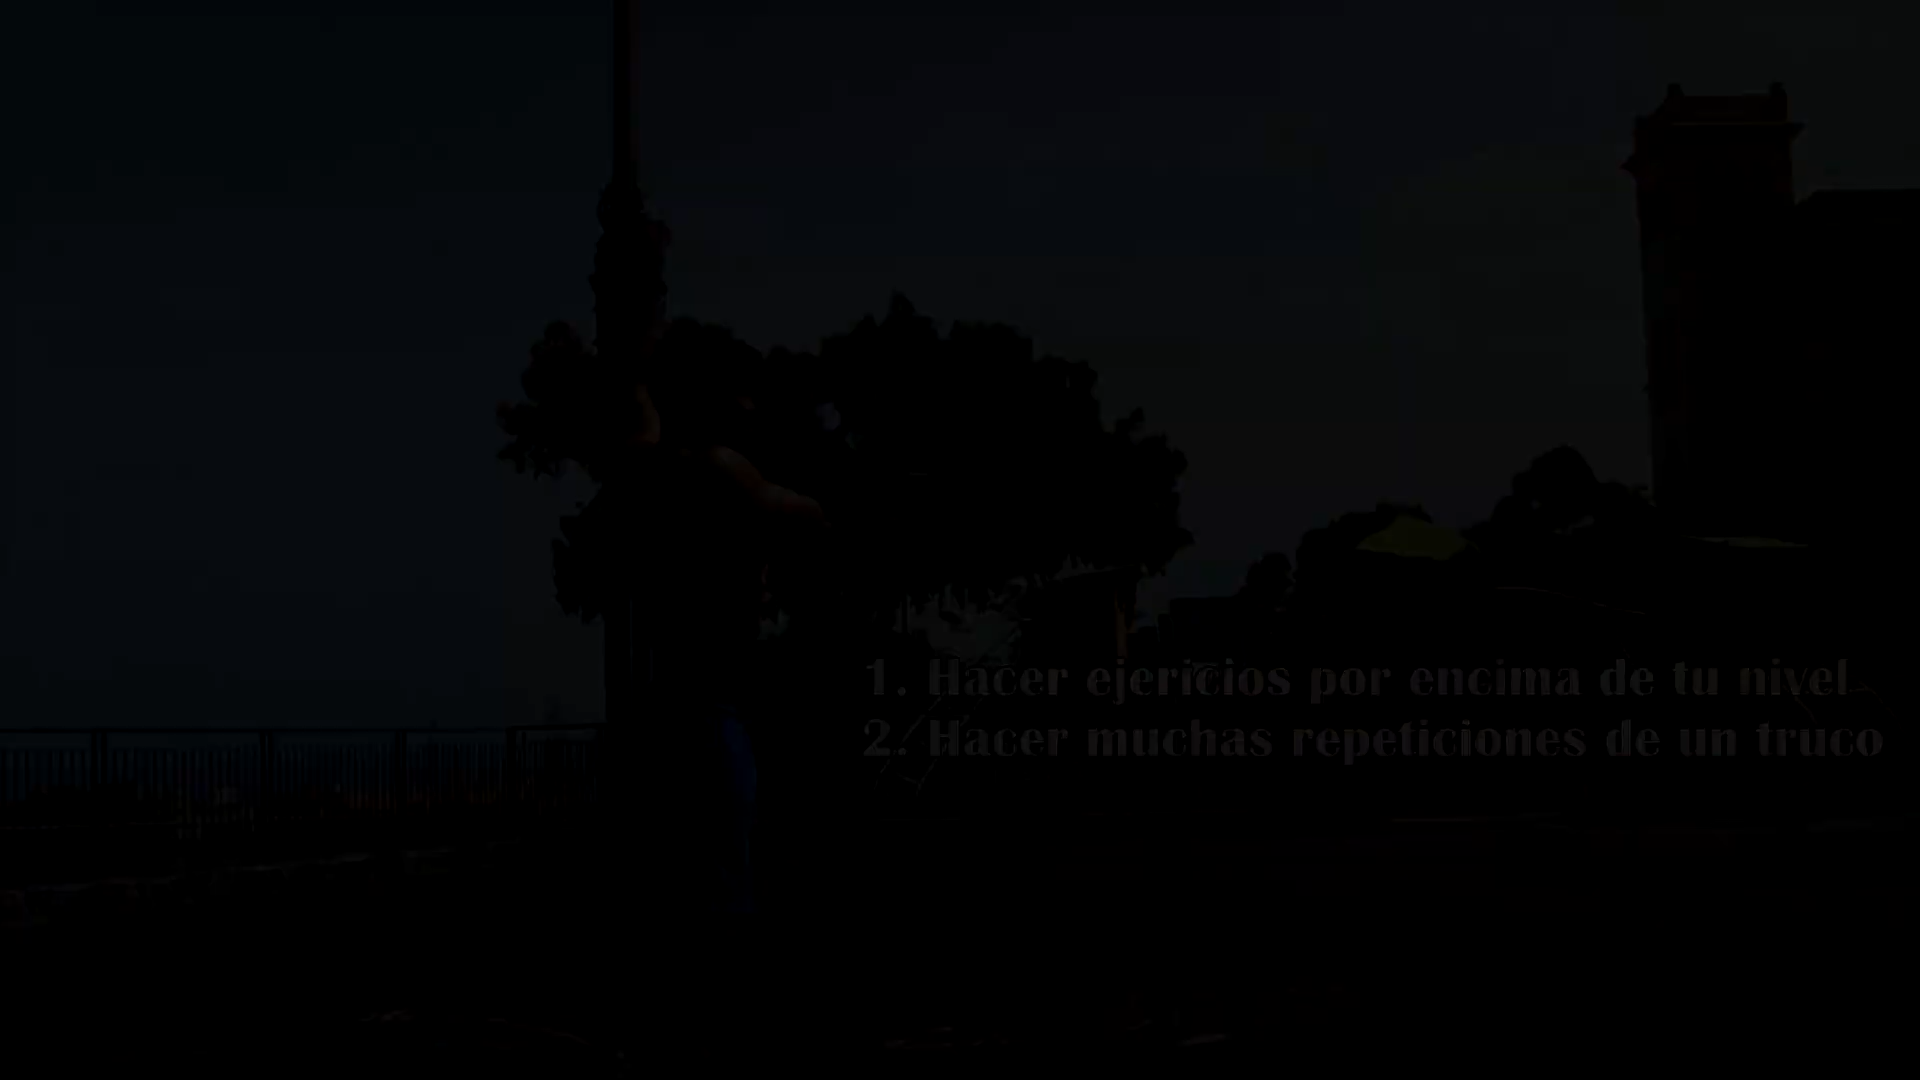 1. Hacer ejericios por encima de tu nivel
2. Hacer muchas repeticiones de un truco